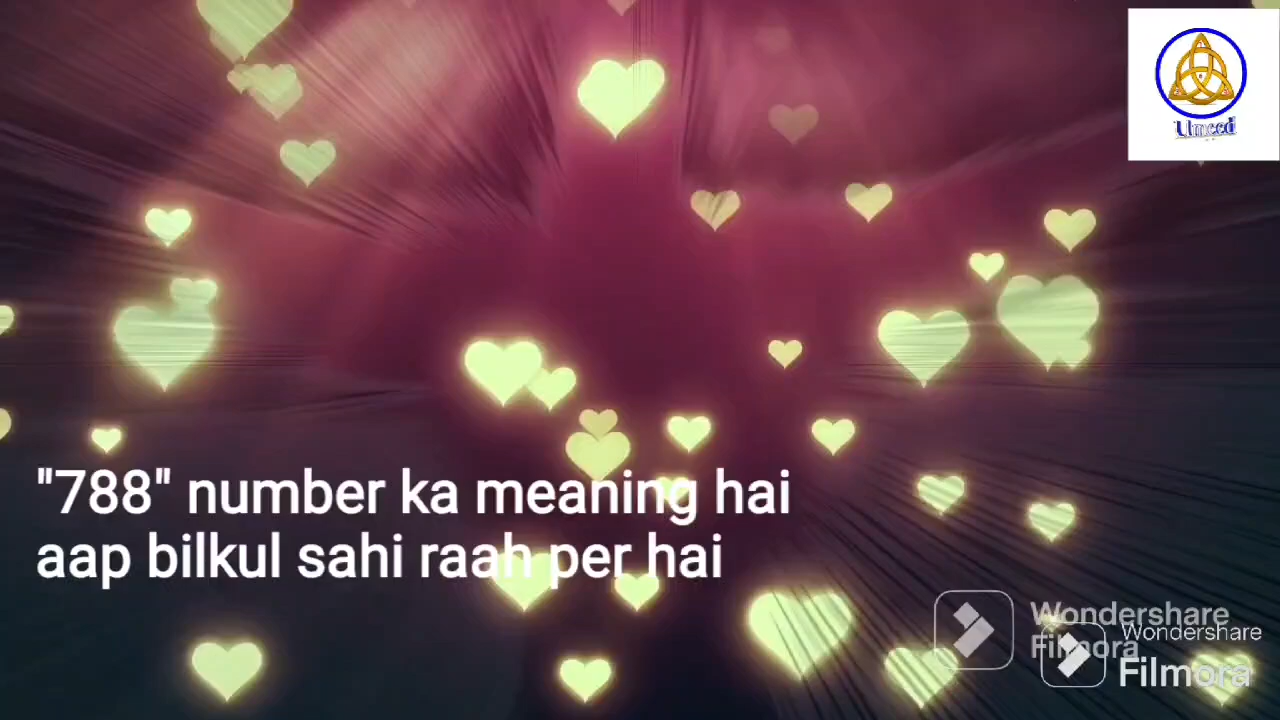 Umeed
"788" number ka meaning hai
aap bilkul sahi raah per hai
Wondershare
Filmora
Wondershare
Filmora